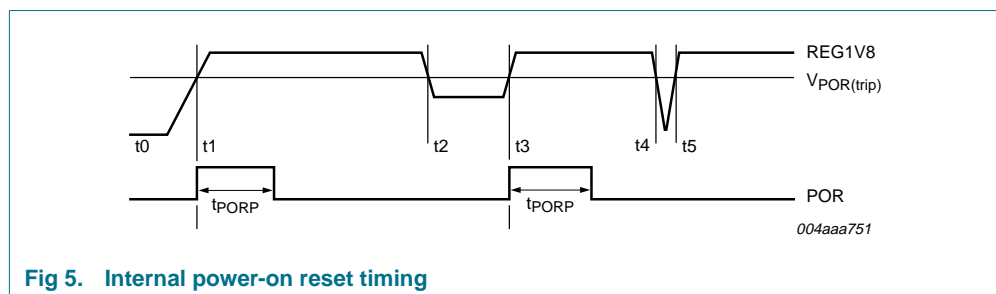 REG1V8
VPOR(trip)
t0 t1 t2 t3 t4 t5
tPORP tPORP POR
004aaa751
Fig 5. Internal power-on reset timing